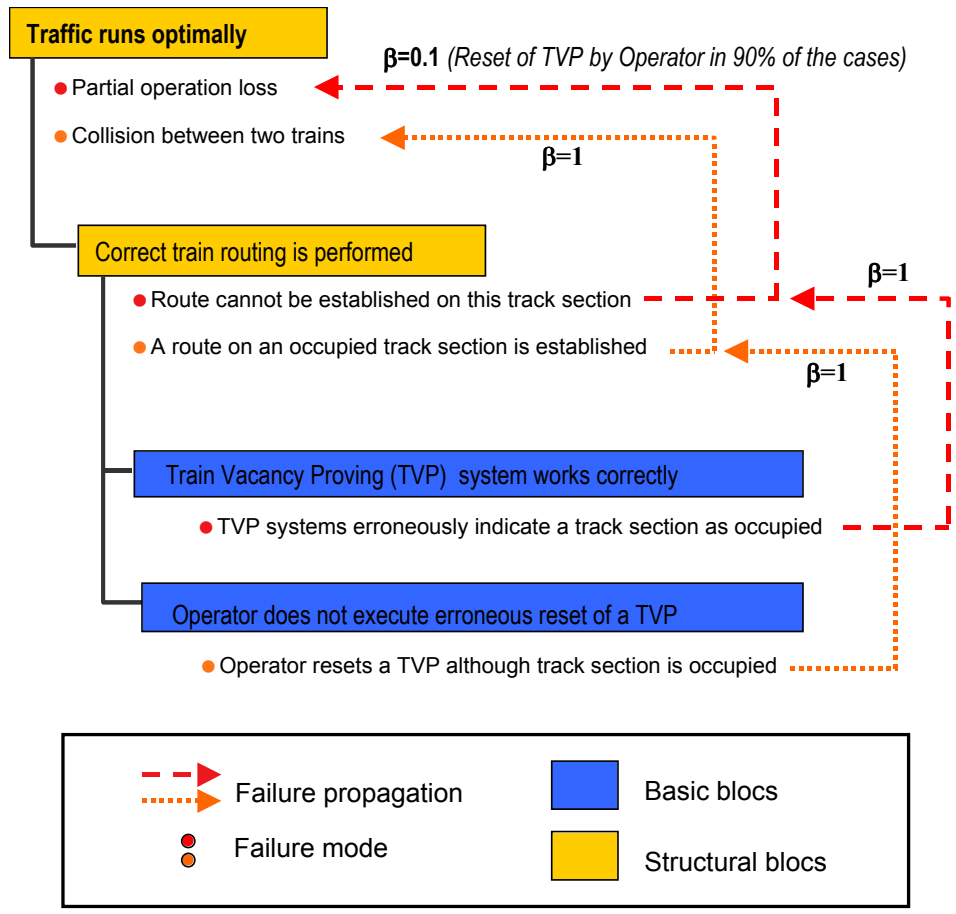 Traffic runs optimally
β=0.1 (Reset of TVP by Operator in 90% of the cases)
Partial operation loss
Collision between two trains
β=1
Correct train routing is performed
β=1
Route cannot be established on this track section
A route on an occupied track section is established
β=1
Train Vacancy Proving (TVP) system works correctly
TVP systems erroneously indicate a track section as occupied
Operator does not execute erroneous reset of a TVP
Operator resets a TVP although track section is occupied
Failure propagation
Basic blocs
Failure mode
Structural blocs